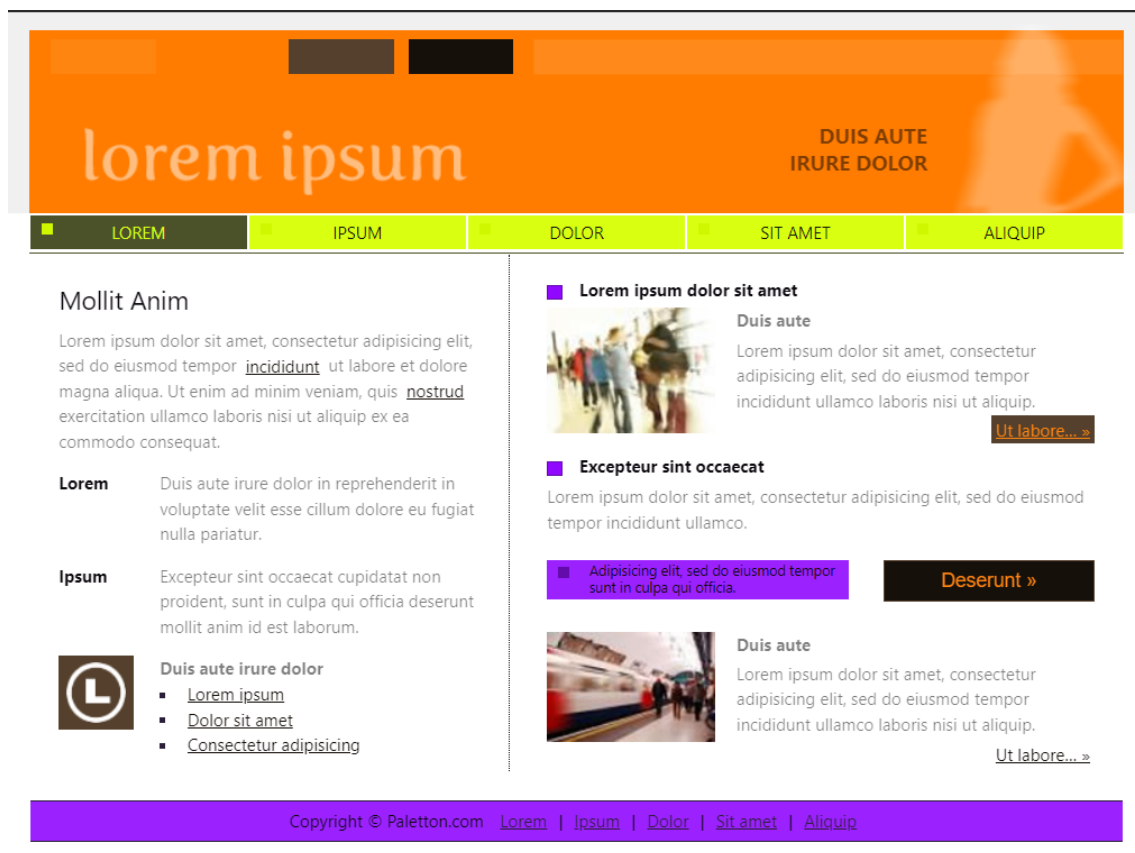 lorem ipsum
DUIS AUTE
IRURE DOLOR
LOREM IPSUM DOLOR SIT AMET ALIQUIP
Mollit Anim
Lorem ipsum dolor sit amet, consectetur adipisicing elit,
sed do eiusmod tempor incididunt ut labore et dolore
magna aliqua. Ut enim ad minim veniam, quis nostrud
exercitation ullamco laboris nisi ut aliquip ex ea
commodo consequat.
Lorem Duis aute irure dolor in reprehenderit in
voluptate velit esse cillum dolore eu fugiat
nulla pariatur.
Ipsum Excepteur sint occaecat cupidatat non
proident, sunt in culpa qui officia deserunt
mollit anim id est laborum.
L
Duis aute irure dolor
Lorem ipsum
Dolor sit amet
Consectetur adipisicing
Lorem ipsum dolor sit amet
Duis aute
Lorem ipsum dolor sit amet, consectetur
adipisicing elit, sed do eiusmod tempor
incididunt ullamco laboris nisi ut aliquip.
Ut labore... »
Excepteur sint occaecat
Lorem ipsum dolor sit amet, consectetur adipisicing elit, sed do eiusmod
tempor incididunt ullamco.
Adipisicing elit, sed do eiusmod tempor
sunt in culpa qui officia.
Deserunt »
Duis aute
Lorem ipsum dolor sit amet, consectetur
adipisicing elit, sed do eiusmod tempor
incididunt ullamco laboris nisi ut aliquip.
Ut labore... »
Copyright © Paletton.com Lorem | Ipsum | Dolor | Sit amet | Aliquip